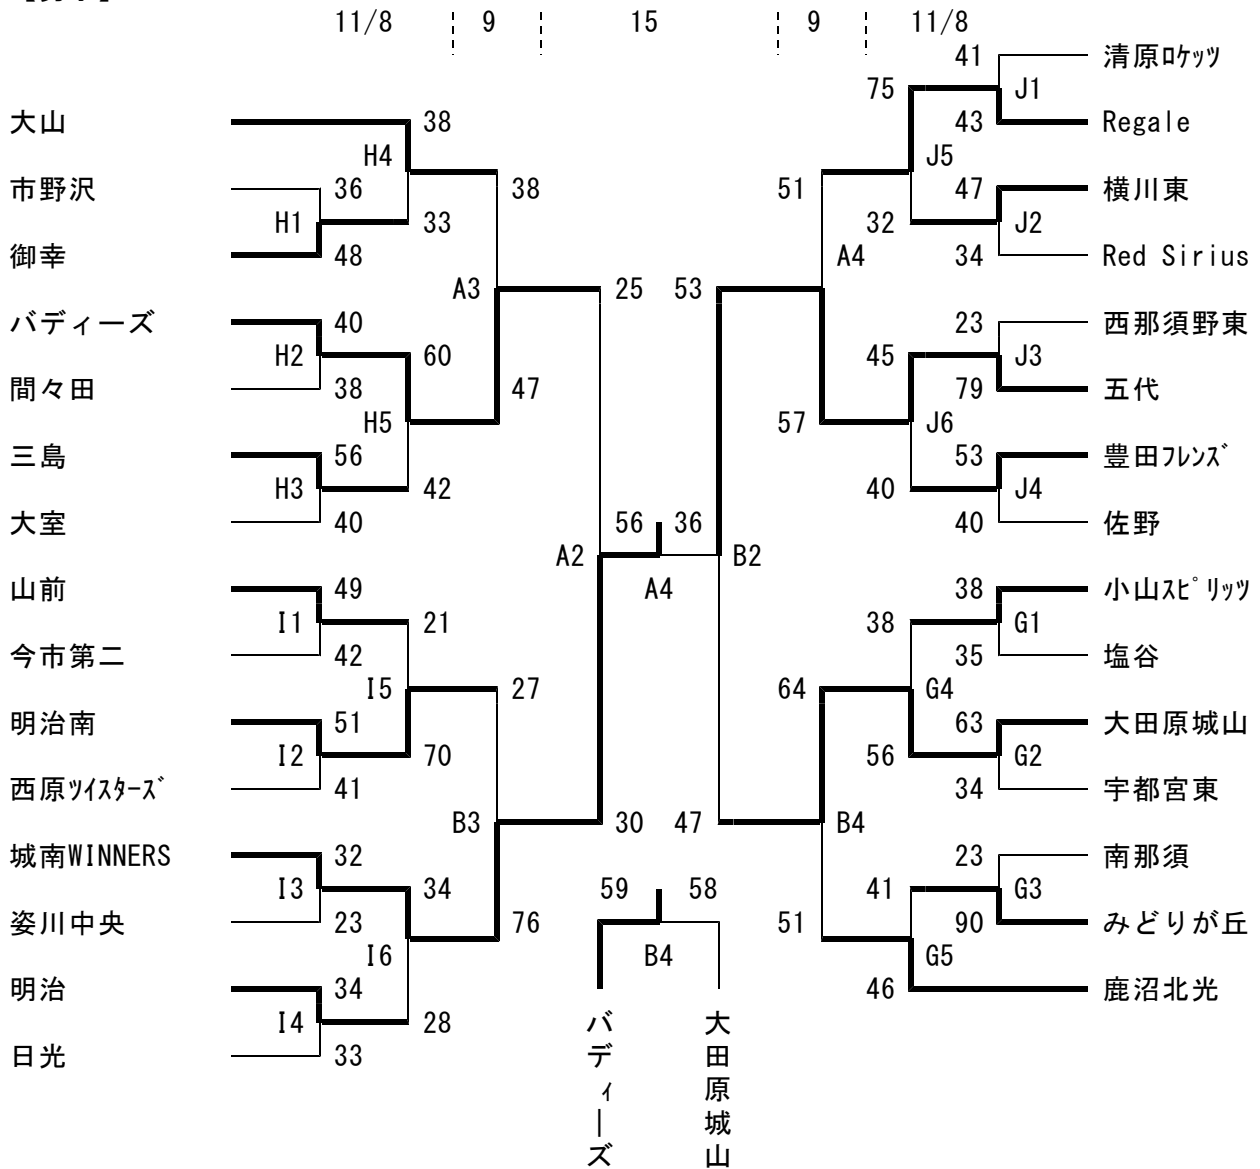 11/8 9 15 9 11/8
41 清原ロケッツ
75 J1
大山 38 43 Regale
H4 J5
市野沢 36 38 51 47 横川東
H1 33 32 J2
御幸 48 A4 34 Red Sirius
A3 25 53
バディーズ 40 23 西那須野東
H2 60 45 J3
間々田 38 47 79 五代
H5 57 J6
三島 56 53 豊田フレンズ
H3 42 40 J4
大室 40 56 36 40 佐野
A2 B2
山前 49 A4 38 小山スピリッツ
I1 21 38 G1
今市第二 42 35 塩谷
I5 27 64 G4
明治南 51 63 大田原城山
I2 70 56 G2
西原ツイスターズ 41 34 宇都宮東
B3 30 47 B4
城南WINNERS 32 23 南那須
I3 34 59 58 41 G3
姿川中央 23 76 51 90 みどりが丘
I6 B4 G5
明治 34 46 鹿沼北光
I4 28
日光 33
バディーズ
大田原城山